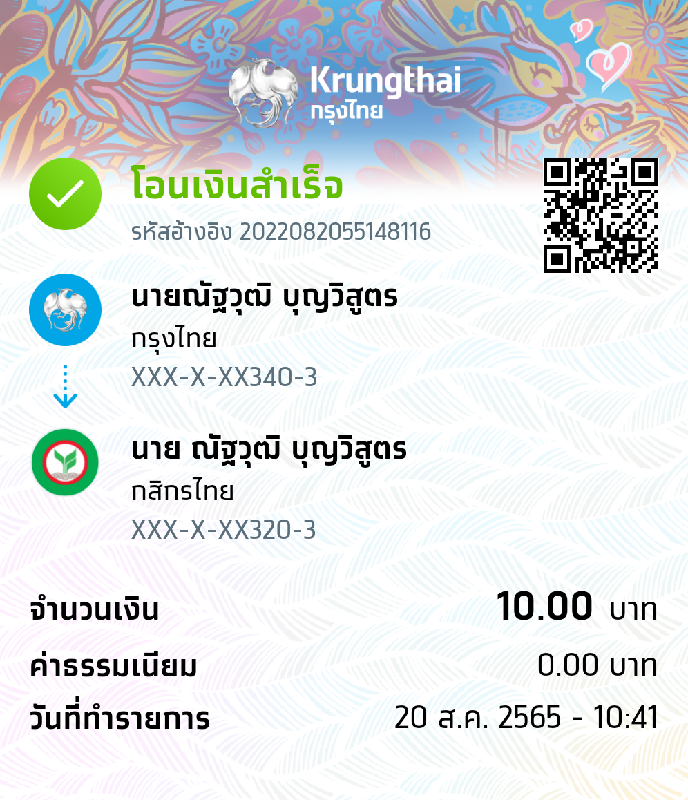 Krungthai
กรุงไทย
โอนเงินสำเร็จ
รหัสอ้างอิง 2022082055148116
นายณัฐวุฒิ บุญวิสูตร
กรุงไทย
XXX-X-XX340-3
นาย ณัฐวุฒิ บุญวิสูตร
กสิกรไทย
XXX-X-XX320-3
จำนวนเงิน 10.00 บาท
ค่าธรรมเนียม 0.00 บาท
วันที่ทำรายการ 20 ส.ค. 2565 - 10:41